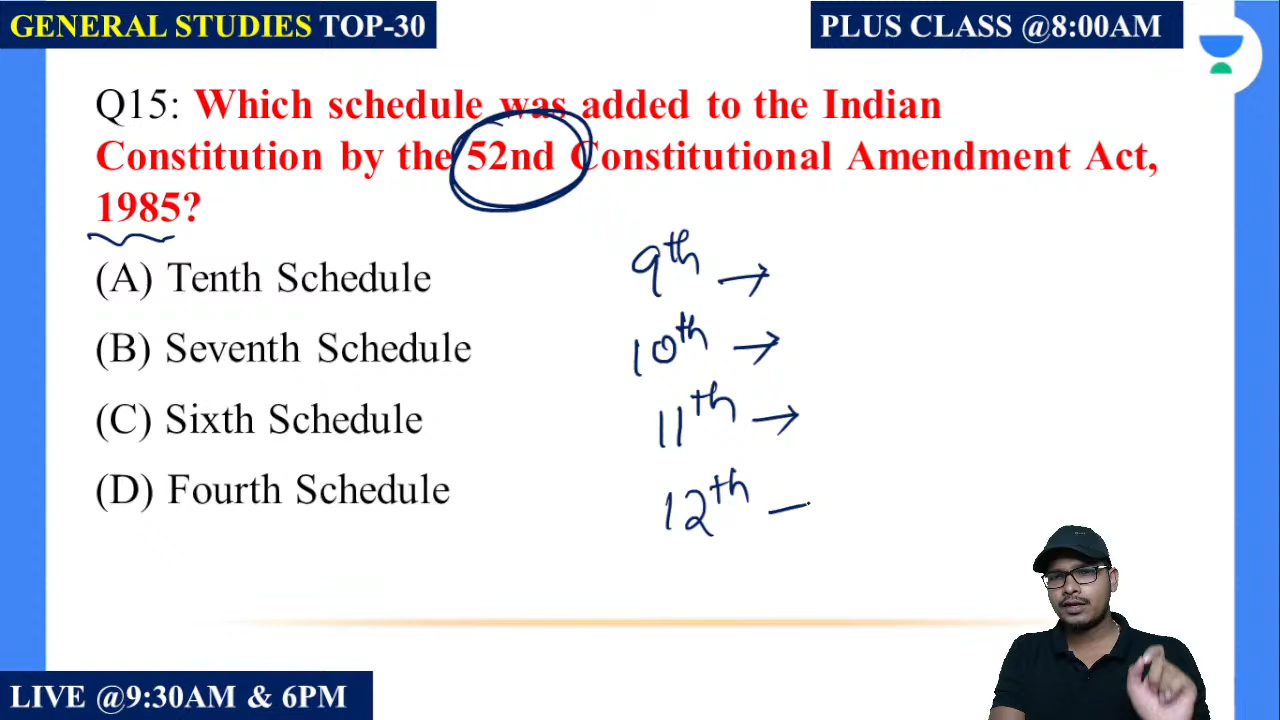 GENERAL STUDIES TOP-30
PLUS CLASS @8:00AM
Q15: Which schedule was added to the Indian
Constitution by the 52nd Constitutional Amendment Act,
1985?
(A) Tenth Schedule
(B) Seventh Schedule
(C) Sixth Schedule
(D) Fourth Schedule
9th →
10th →
11th →
12th —
LIVE @9:30AM & 6PM